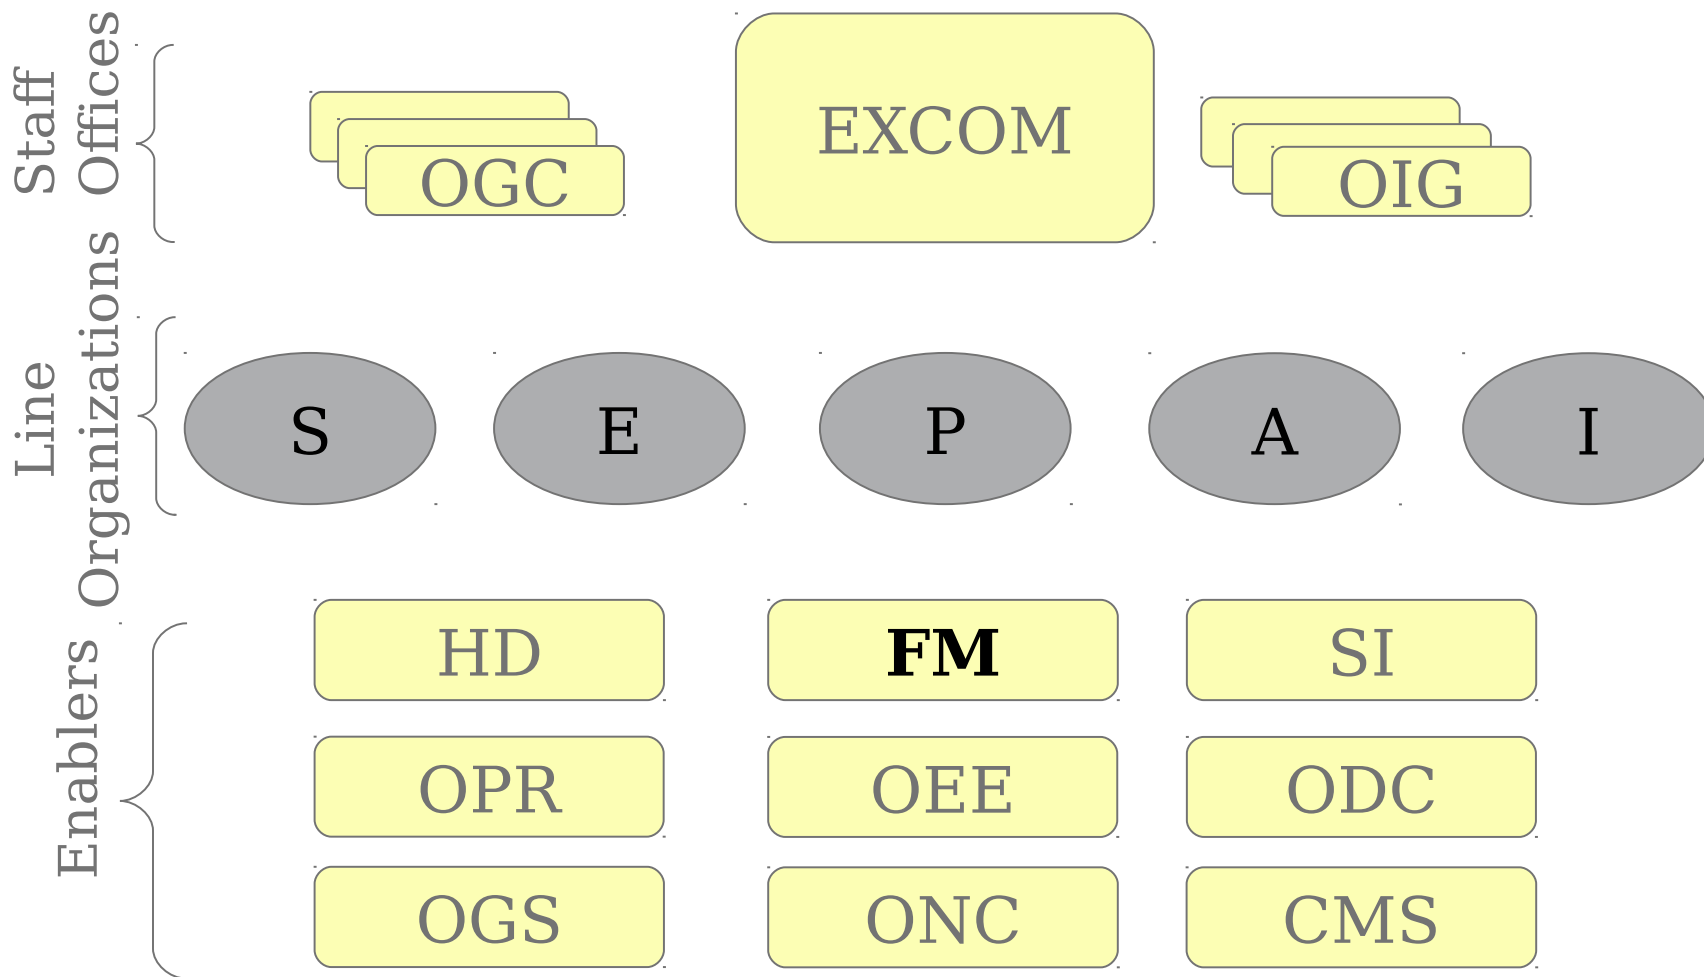 Staff
Offices
EXCOM
OGC
OIG
Line
Organizations
S
E
P
A
I
Enablers
HD
FM
SI
OPR
OEE
ODC
OGS
ONC
CMS